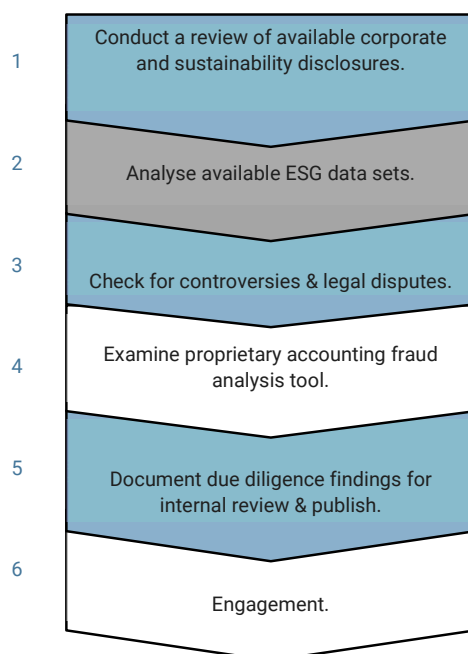 1
Conduct a review of available corporate
and sustainability disclosures.
2
Analyse available ESG data sets.
3
Check for controversies & legal disputes.
4
Examine proprietary accounting fraud
analysis tool.
5
Document due diligence findings for
internal review & publish.
6
Engagement.